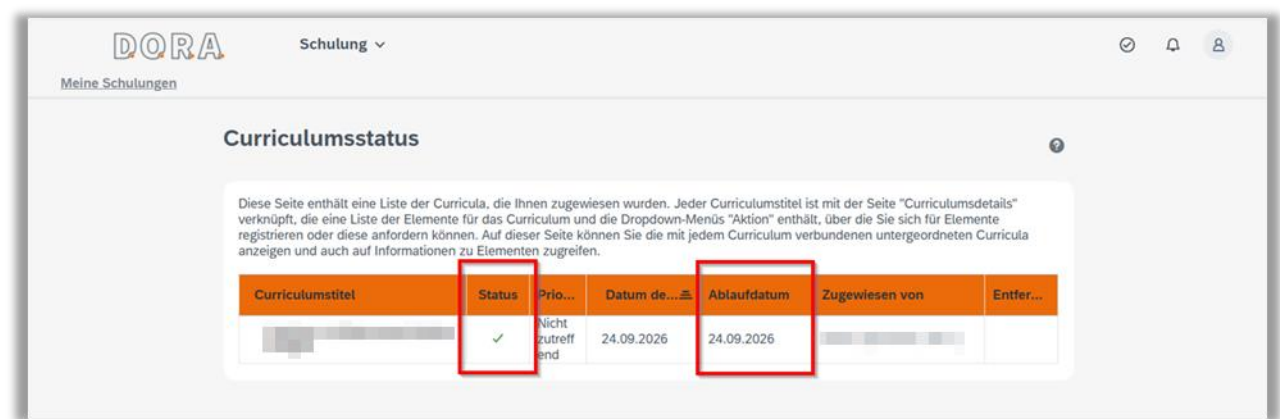 D.O.R.A. Schulung
Meine Schulungen
Curriculumsstatus
Diese Seite enthält eine Liste der Curricula, die Ihnen zugewiesen wurden. Jeder Curriculumstitel ist mit der Seite "Curriculumsdetails"
verknüpft, die eine Liste der Elemente für das Curriculum und die Dropdown-Menüs "Aktion" enthält, über die Sie sich für Elemente
registrieren oder diese anfordern können. Auf dieser Seite können Sie die mit jedem Curriculum verbundenen untergeordneten Curricula
anzeigen und auch auf Informationen zu Elementen zugreifen.
Curriculumstitel Status Prio... Datum de... Ablaufdatum Zugewiesen von Entfer...
Nicht
zutreff
end
24.09.2026 24.09.2026